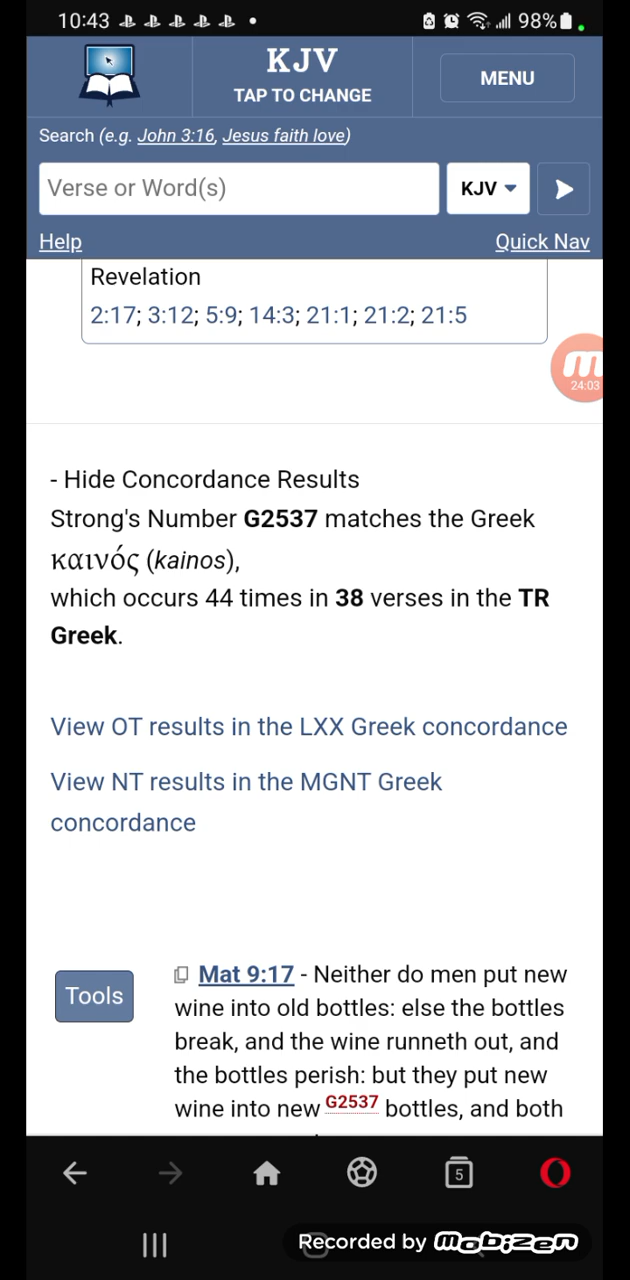 10:43
98%
KJV
TAP TO CHANGE
MENU
Search (e.g. John 3:16, Jesus faith love)
Verse or Word(s)
KJV
Help
Quick Nav
Revelation
2:17; 3:12; 5:9; 14:3; 21:1; 21:2; 21:5
m
24:03
- Hide Concordance Results
Strong's Number G2537 matches the Greek
καινός (kainos),
which occurs 44 times in 38 verses in the TR
Greek.
View OT results in the LXX Greek concordance
View NT results in the MGNT Greek
concordance
Tools
Mat 9:17 - Neither do men put new
wine into old bottles: else the bottles
break, and the wine runneth out, and
the bottles perish: but they put new
wine into new G2537 bottles, and both
5
Recorded by mobizen